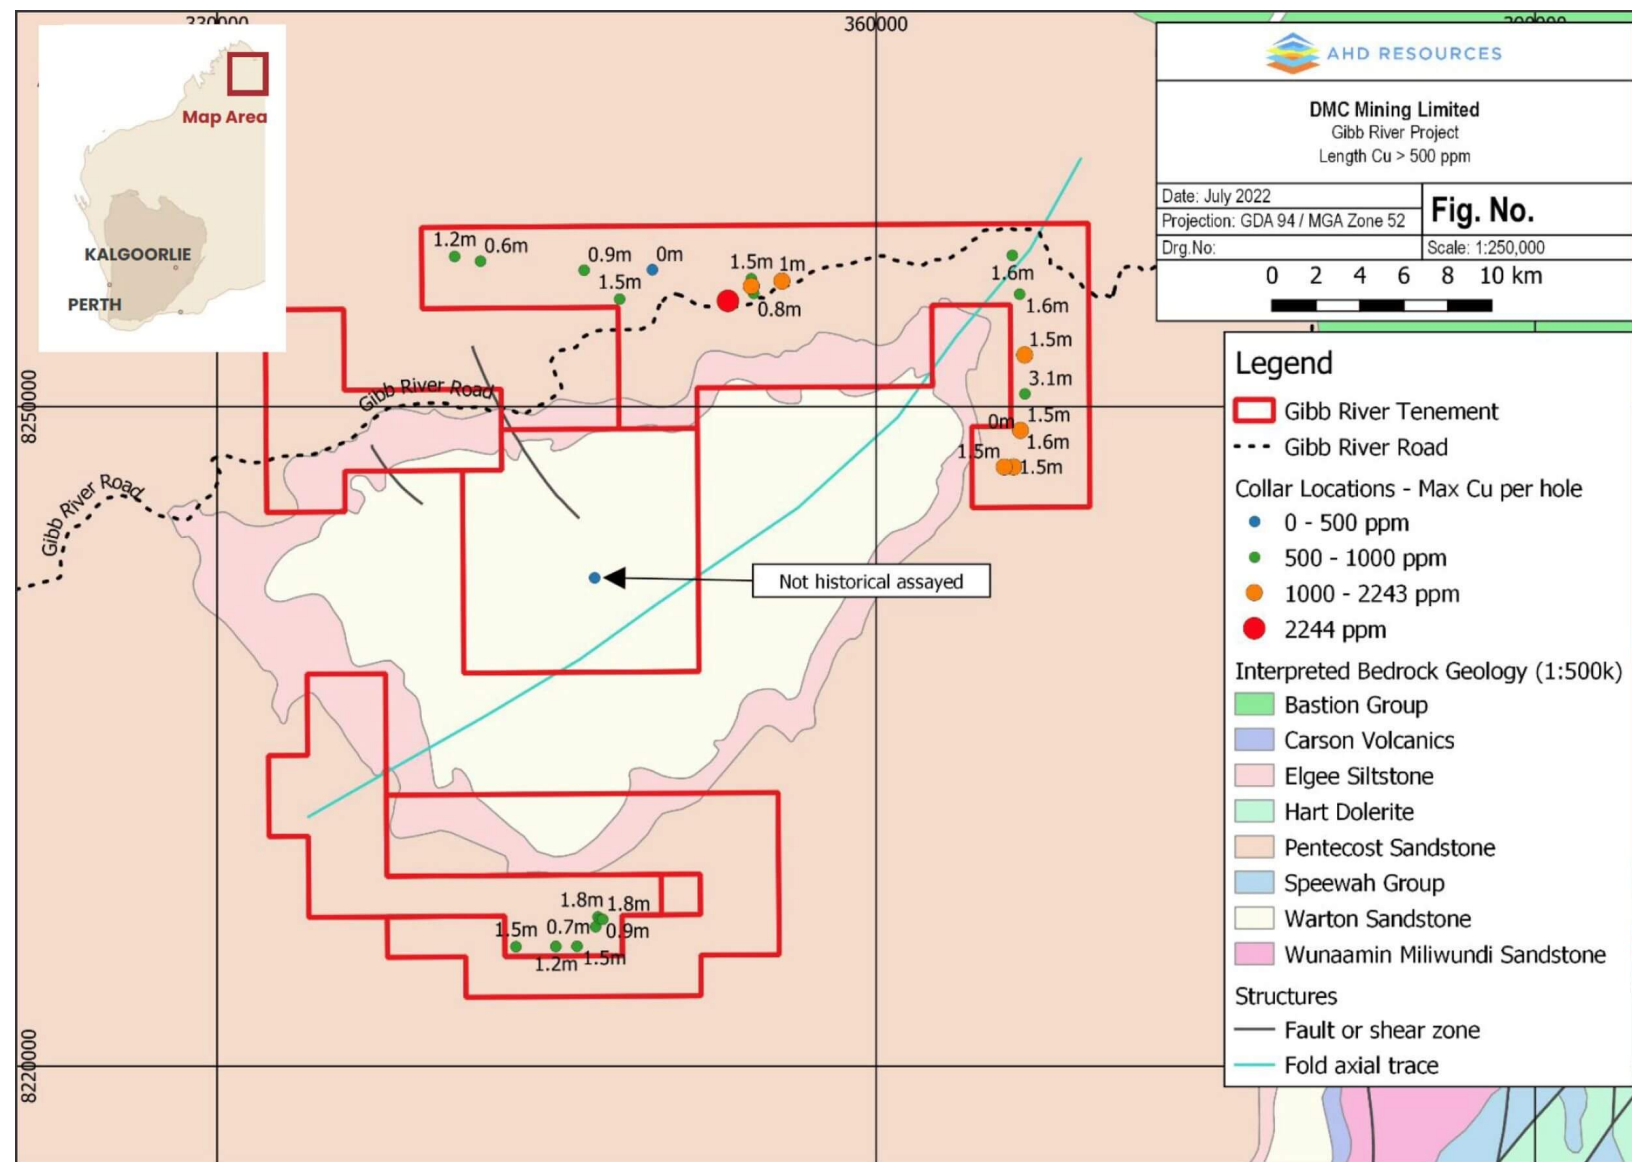 330000
360000
390000
Map Area
KALGOORLIE
PERTH
AHD RESOURCES
DMC Mining Limited
Gibb River Project
Length Cu > 500 ppm
Date: July 2022
Projection: GDA 94 / MGA Zone 52
Drg.No:
Fig. No.
Scale: 1:250,000
0 2 4 6 8 10 km
1.2m
0.6m
0.9m
0m
1.5m
1.5m
1m
0.8m
1.6m
1.6m
1.5m
3.1m
1.5m
0m
1.6m
1.5m
1.5m
8250000
Gibb River Road
Gibb River Road
Not historical assayed
1.8m
1.8m
1.5m
0.7m
0.9m
1.2m
1.5m
8220000
Legend
Gibb River Tenement
Gibb River Road
Collar Locations - Max Cu per hole
0 - 500 ppm
500 - 1000 ppm
1000 - 2243 ppm
2244 ppm
Interpreted Bedrock Geology (1:500k)
Bastion Group
Carson Volcanics
Elgee Siltstone
Hart Dolerite
Pentecost Sandstone
Speewah Group
Warton Sandstone
Wunaamin Miliwundi Sandstone
Structures
Fault or shear zone
Fold axial trace